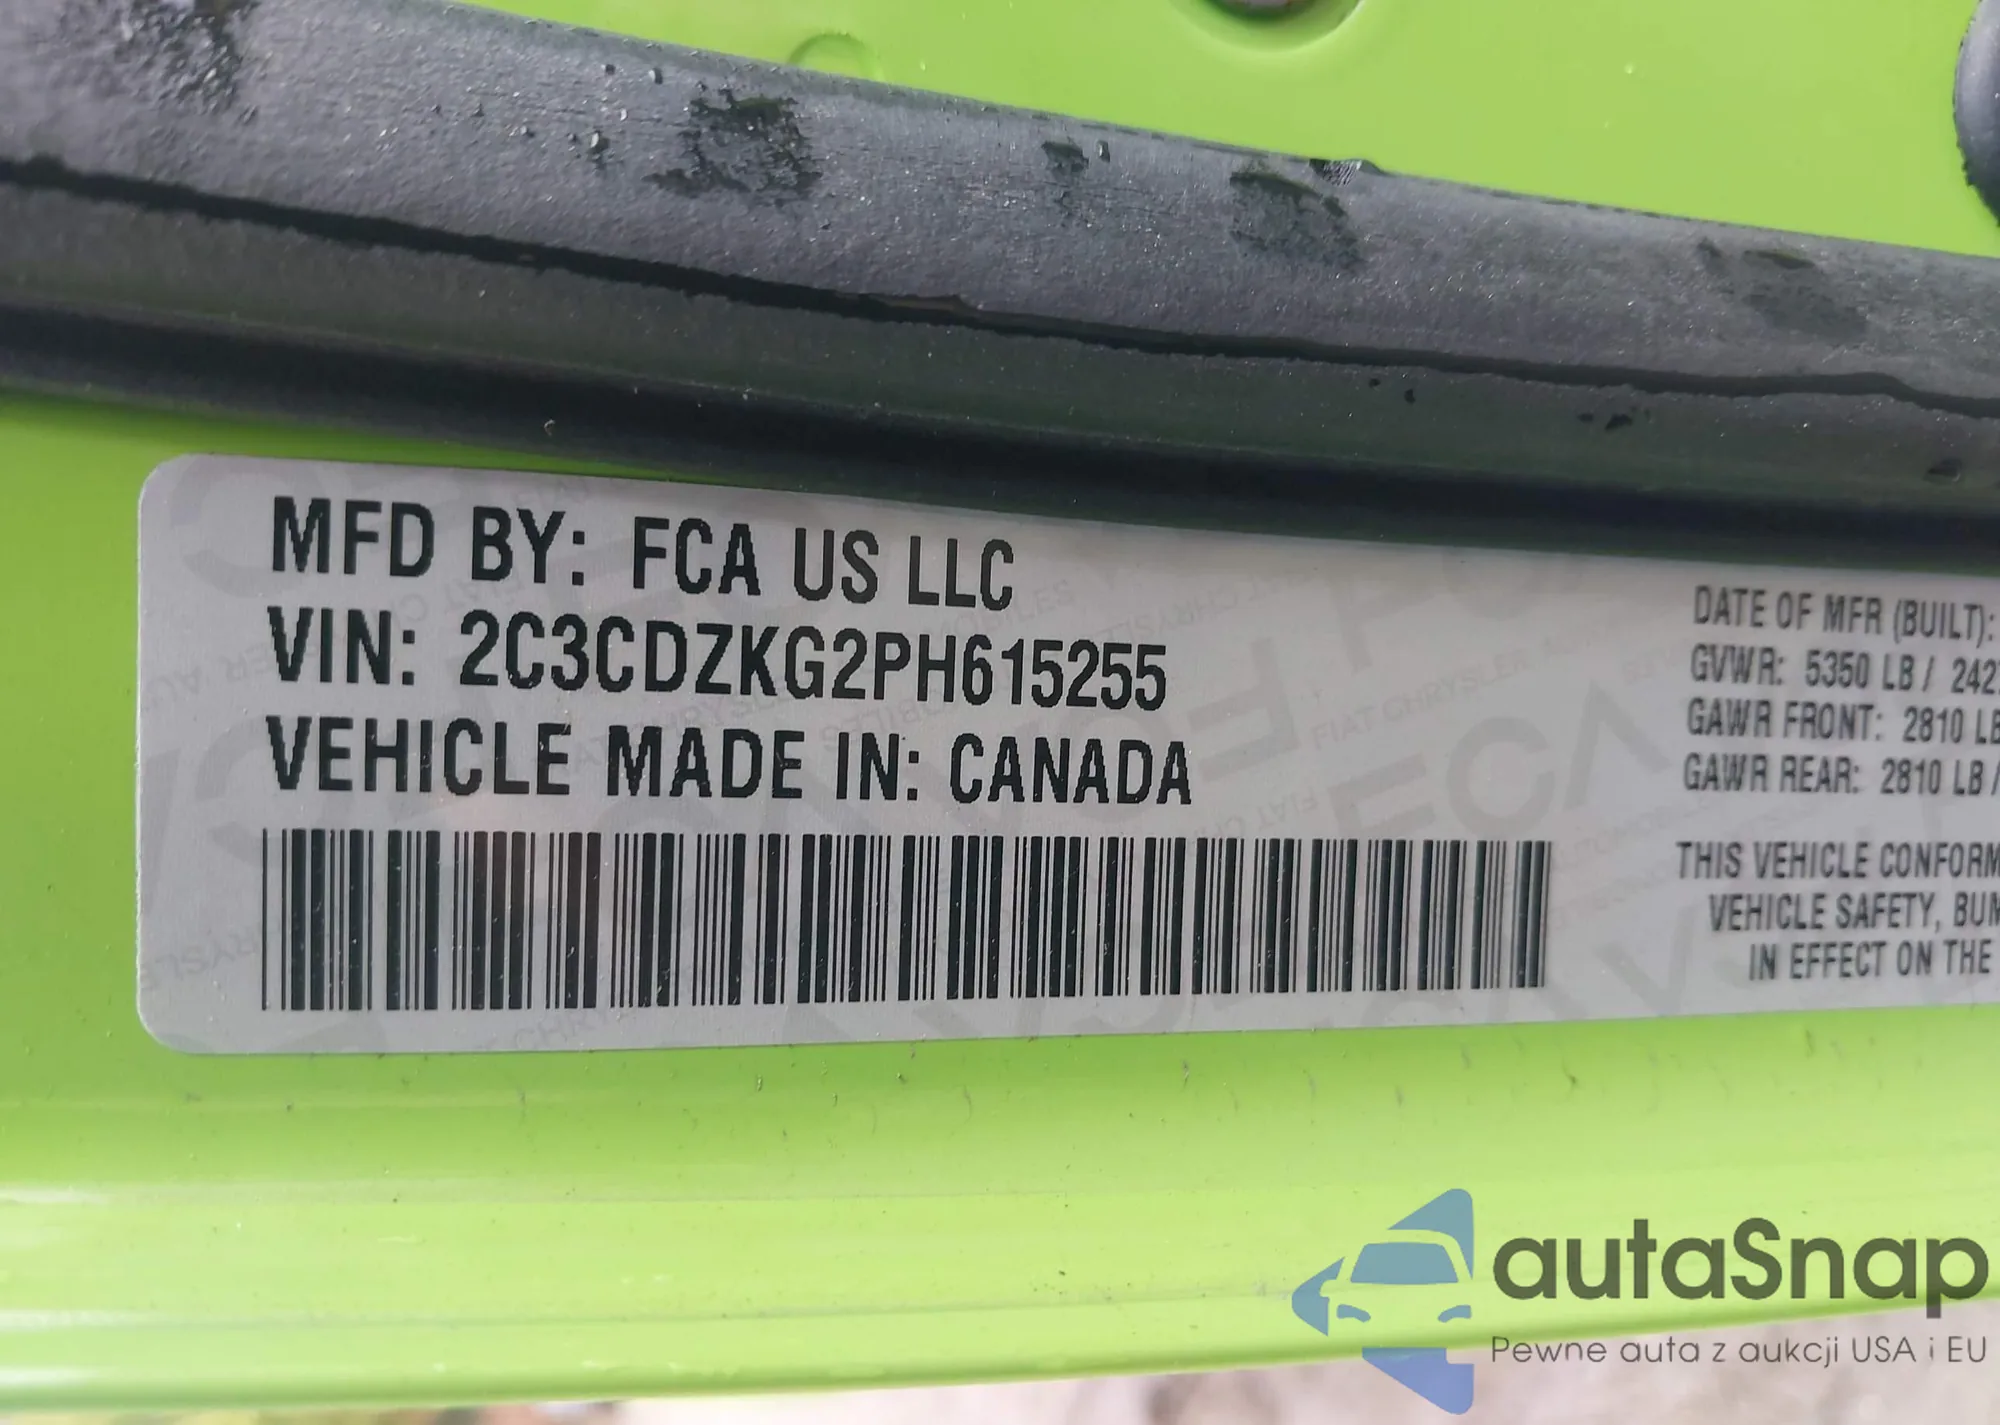 MFD BY: FCA US LLC
VIN: 2C3CDZKG2PH615255
VEHICLE MADE IN: CANADA
DATE OF MFR (BUILT):
GVWR: 5350 LB /
GAWR FRONT: 2810 LB
GAWR REAR: 2810 LB /
THIS VEHICLE CONFORM
VEHICLE SAFETY, BUM
IN EFFECT ON THE
autaSnap
Pewne auta z aukcji USA i EU